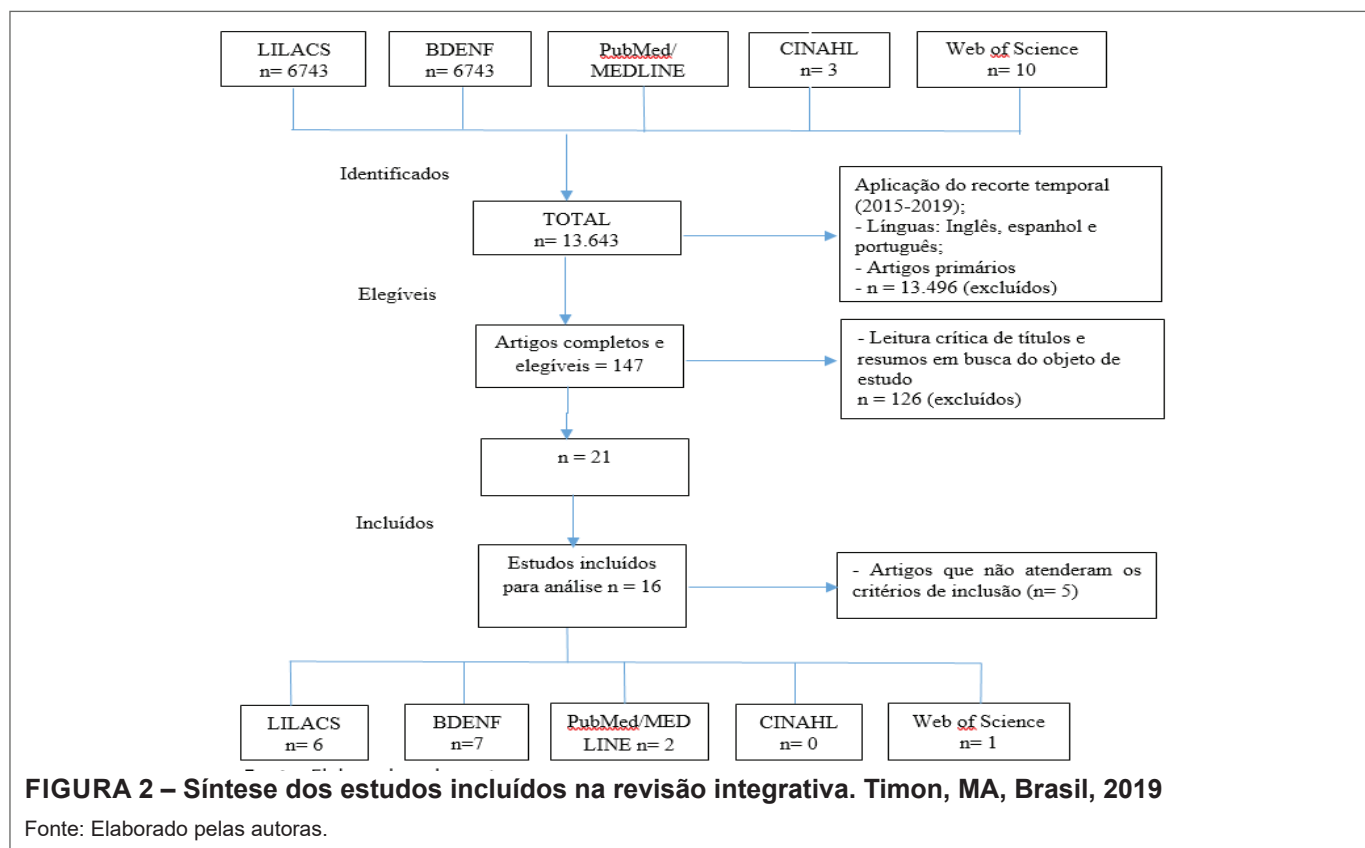 LILACS
n= 6743
BDENF
n= 6743
PubMed/
MEDLINE
CINAHL
n= 3
Web of Science
n= 10
Identificados
TOTAL
n= 13.643
Aplicação do recorte temporal
(2015-2019);
- Línguas: Inglês, espanhol e
português;
- Artigos primários
- n = 13.496 (excluídos)
Elegíveis
Artigos completos e
elegíveis = 147
- Leitura crítica de títulos e
resumos em busca do objeto de
estudo
n = 126 (excluídos)
n = 21
Incluídos
Estudos incluídos
para análise n = 16
- Artigos que não atenderam os
critérios de inclusão (n= 5)
LILACS
n= 6
BDENF
n=7
PubMed/MED
LINE n= 2
CINAHL
n= 0
Web of Science
n= 1
FIGURA 2 – Síntese dos estudos incluídos na revisão integrativa. Timon, MA, Brasil, 2019
Fonte: Elaborado pelas autoras.